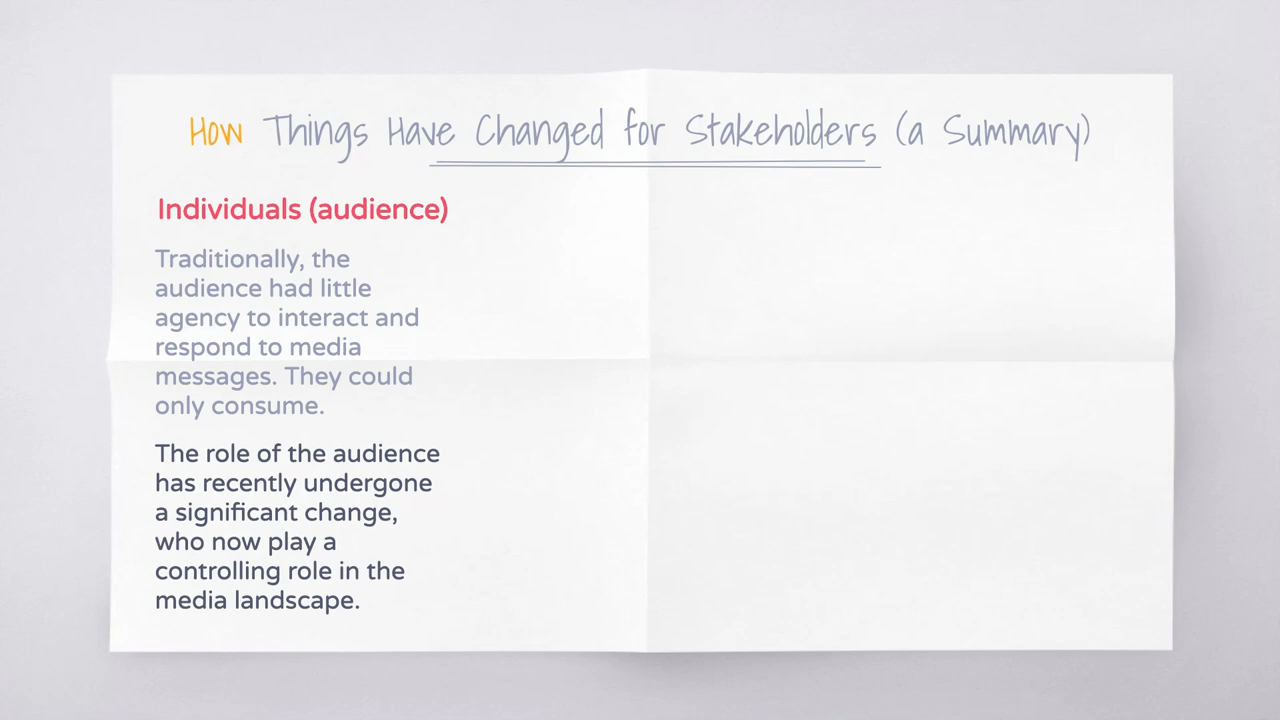 How Things Have Changed for Stakeholders (a Summary)
Individuals (audience)
Traditionally, the
audience had little
agency to interact and
respond to media
messages. They could
only consume.
The role of the audience
has recently undergone
a significant change,
who now play a
controlling role in the
media landscape.